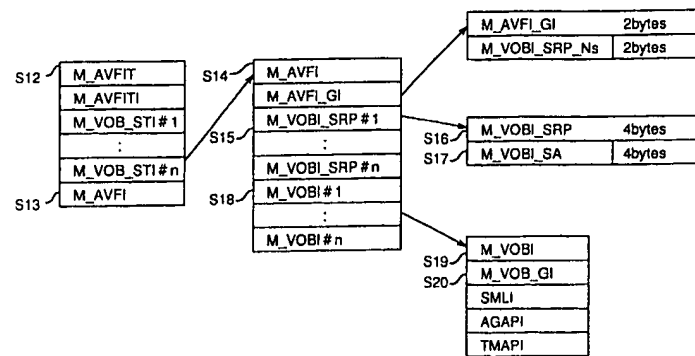 S12
M_AVFIT
M_AVFITI
M_VOB_STI#1
:
M_VOB_STI#n
S13
M_AVFI
S14
M_AVFI
M_AVFI_GI
S15
M_VOBI_SRP#1
:
M_VOBI_SRP#n
S18
M_VOBI#1
:
M_VOBI#n
M_AVFI_GI 2bytes
M_VOBI_SRP_Ns 2bytes
S16
M_VOBI_SRP 4bytes
S17
M_VOBI_SA 4bytes
M_VOBI
S19
M_VOB_GI
S20
SMLI
AGAPI
TMAPI